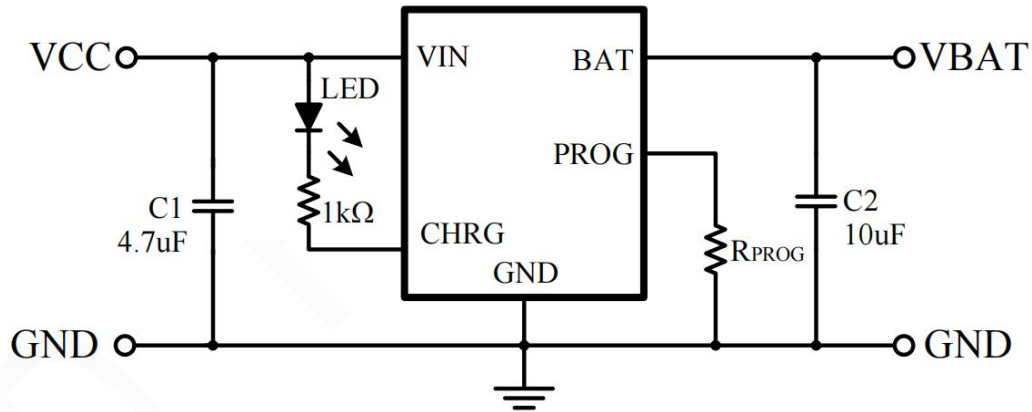 VCC
VIN
BAT
VBAT
LED
PROG
C1
4.7uF
1kΩ
CHRG
C2
10uF
RPROG
GND
GND
GND